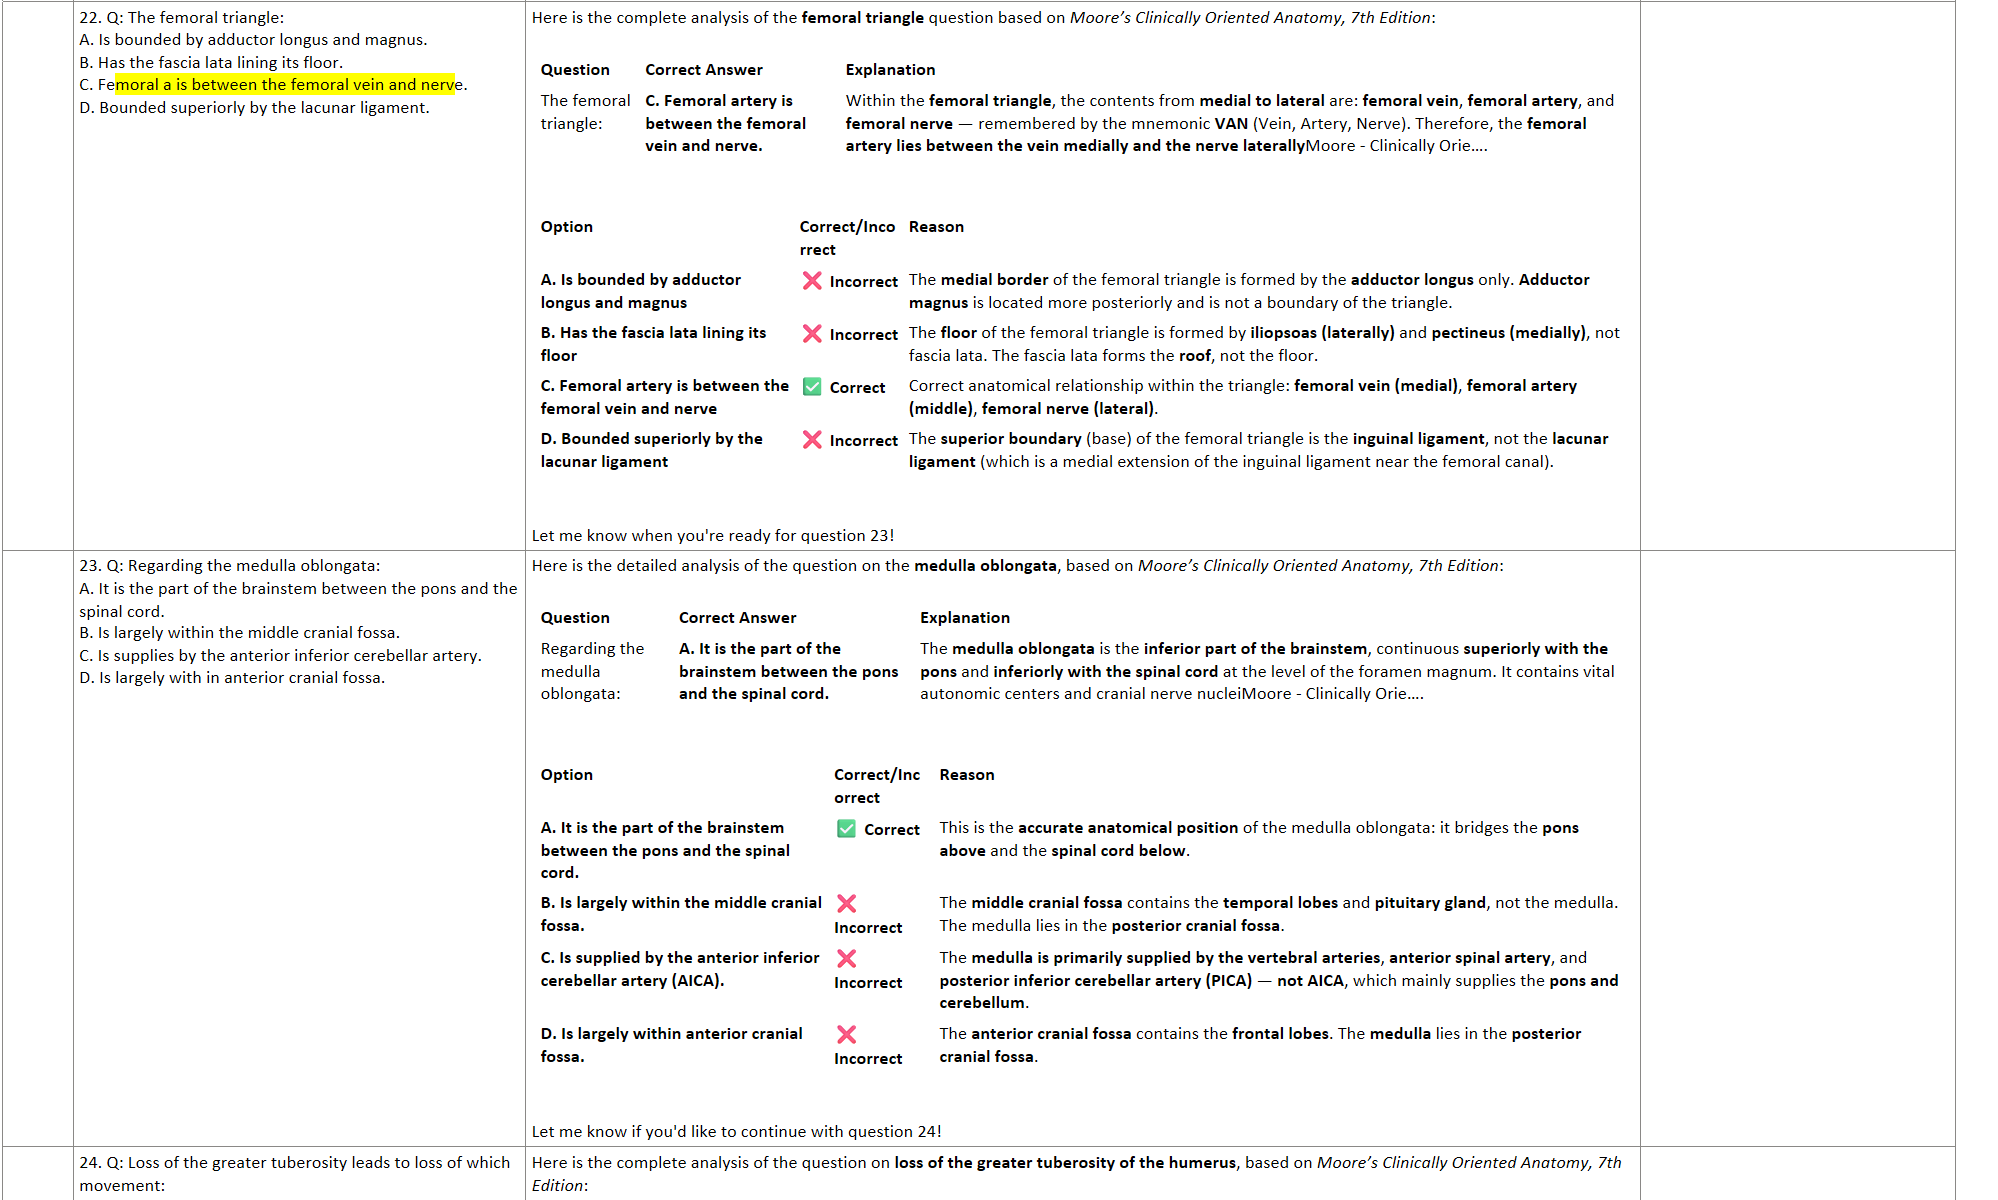 22. Q: The femoral triangle:
A. Is bounded by adductor longus and magnus.
B. Has the fascia lata lining its floor.
C. Femoral a is between the femoral vein and nerve.
D. Bounded superiorly by the lacunar ligament.
Here is the complete analysis of the femoral triangle question based on Moore's Clinically Oriented Anatomy, 7th Edition:
Question Correct Answer Explanation
The femoral triangle:
C. Femoral artery is between the femoral vein and nerve.
Within the femoral triangle, the contents from medial to lateral are: femoral vein, femoral artery, and
femoral nerve — remembered by the mnemonic VAN (Vein, Artery, Nerve). Therefore, the femoral
artery lies between the vein medially and the nerve laterallyMoore - Clinically Orie….
Option Correct/Incorrect Reason
A. Is bounded by adductor longus and magnus
❌ Incorrect
The medial border of the femoral triangle is formed by the adductor longus only. Adductor
magnus is located more posteriorly and is not a boundary of the triangle.
B. Has the fascia lata lining its floor
❌ Incorrect
The floor of the femoral triangle is formed by iliopsoas (laterally) and pectineus (medially), not
fascia lata. The fascia lata forms the roof, not the floor.
C. Femoral artery is between the femoral vein and nerve
✅ Correct
Correct anatomical relationship within the triangle: femoral vein (medial), femoral artery
(middle), femoral nerve (lateral).
D. Bounded superiorly by the lacunar ligament
❌ Incorrect
The superior boundary (base) of the femoral triangle is the inguinal ligament, not the lacunar
ligament (which is a medial extension of the inguinal ligament near the femoral canal).
Let me know when you're ready for question 23!
23. Q: Regarding the medulla oblongata:
A. It is the part of the brainstem between the pons and the
spinal cord.
B. Is largely within the middle cranial fossa.
C. Is supplies by the anterior inferior cerebellar artery.
D. Is largely with in anterior cranial fossa.
Here is the detailed analysis of the question on the medulla oblongata, based on Moore's Clinically Oriented Anatomy, 7th Edition:
Question Correct Answer Explanation
Regarding the medulla oblongata:
A. It is the part of the brainstem between the pons and the spinal cord.
The medulla oblongata is the inferior part of the brainstem, continuous superiorly with the
pons and inferiorly with the spinal cord at the level of the foramen magnum. It contains vital
autonomic centers and cranial nerve nucleiMoore - Clinically Orie….
Option Correct/Incorrect Reason
A. It is the part of the brainstem between the pons and the spinal cord.
✅ Correct
This is the accurate anatomical position of the medulla oblongata: it bridges the pons
above and the spinal cord below.
B. Is largely within the middle cranial fossa.
❌ Incorrect
The middle cranial fossa contains the temporal lobes and pituitary gland, not the medulla.
The medulla lies in the posterior cranial fossa.
C. Is supplied by the anterior inferior cerebellar artery (AICA).
❌ Incorrect
The medulla is primarily supplied by the vertebral arteries, anterior spinal artery, and
posterior inferior cerebellar artery (PICA) — not AICA, which mainly supplies the pons and
cerebellum.
D. Is largely within anterior cranial fossa.
❌ Incorrect
The anterior cranial fossa contains the frontal lobes. The medulla lies in the posterior
cranial fossa.
Let me know if you'd like to continue with question 24!
24. Q: Loss of the greater tuberosity leads to loss of which
movement:
Here is the complete analysis of the question on loss of the greater tuberosity of the humerus, based on Moore's Clinically Oriented Anatomy, 7th
Edition: